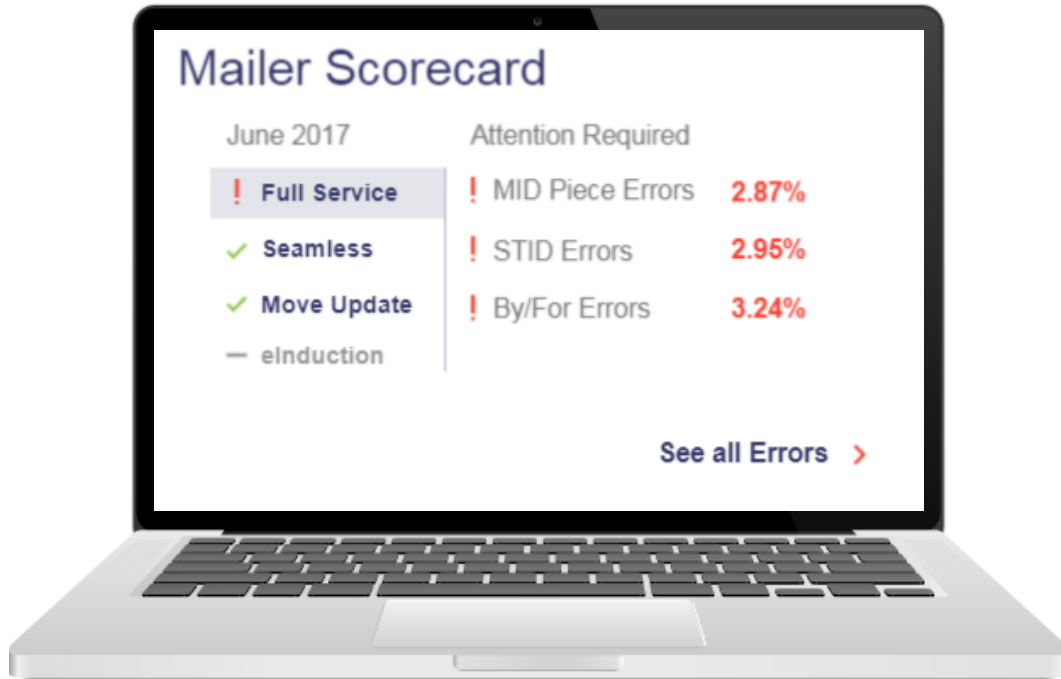 Mailer Scorecard
June 2017
Full Service
Seamless
Move Update
eInduction
Attention Required
MID Piece Errors 2.87%
STID Errors 2.95%
By/For Errors 3.24%
See all Errors